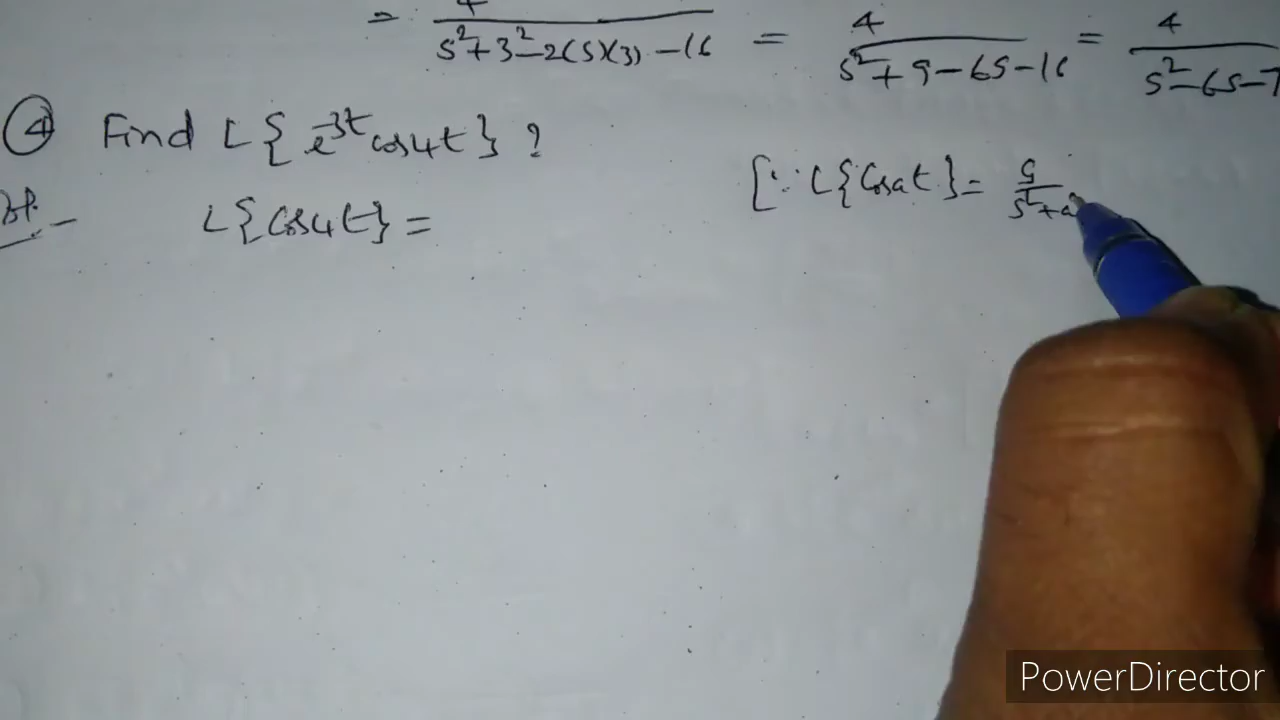 = 4/(s²+3²-2(s)(3)-16) = 4/(s²+9-6s-16) = 4/(s²-6s-7
④ Find L{e^-3t cos4t} ?
[∵ L{Cosat} = s/(s²+a
Sol:- L{Cos4t} =
PowerDirector